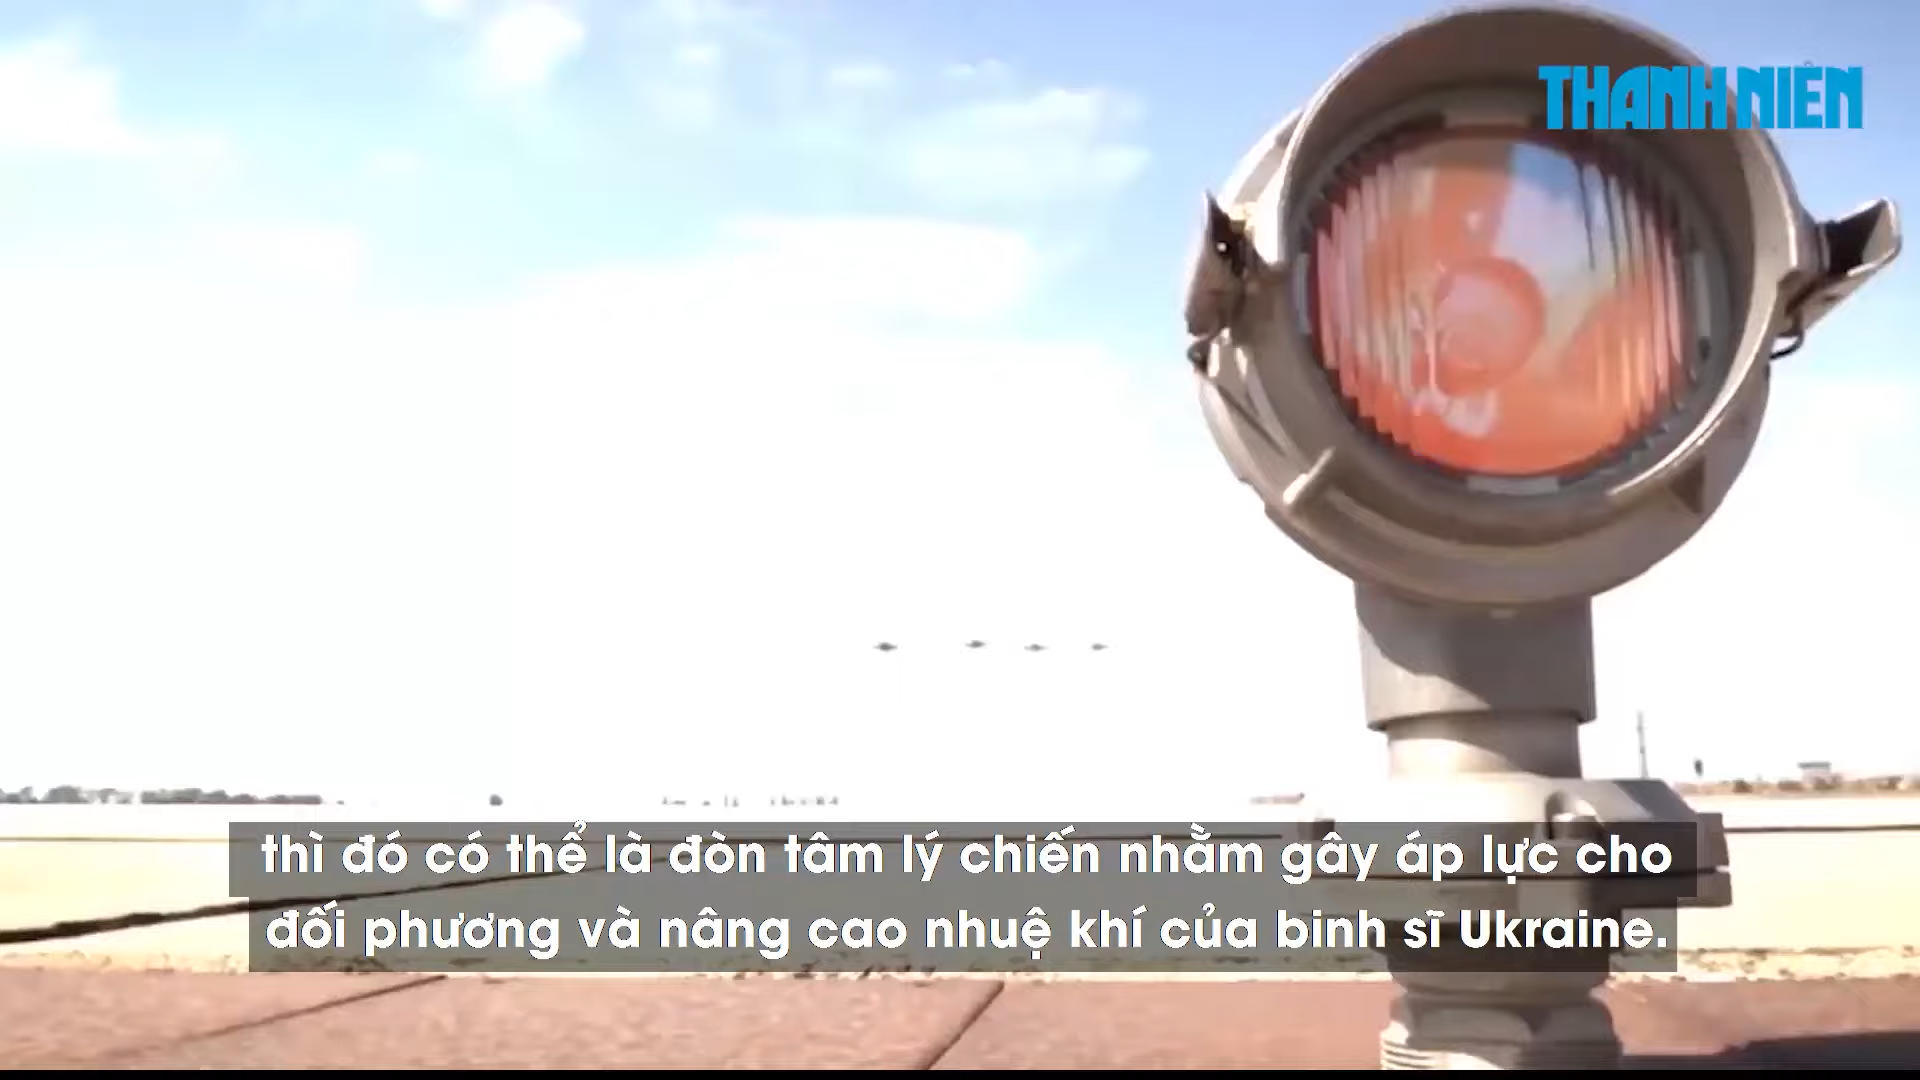 THANH NIÊN
thì đó có thể là đòn tâm lý chiến nhằm gây áp lực cho
đối phương và nâng cao nhuệ khí của binh sĩ Ukraine.